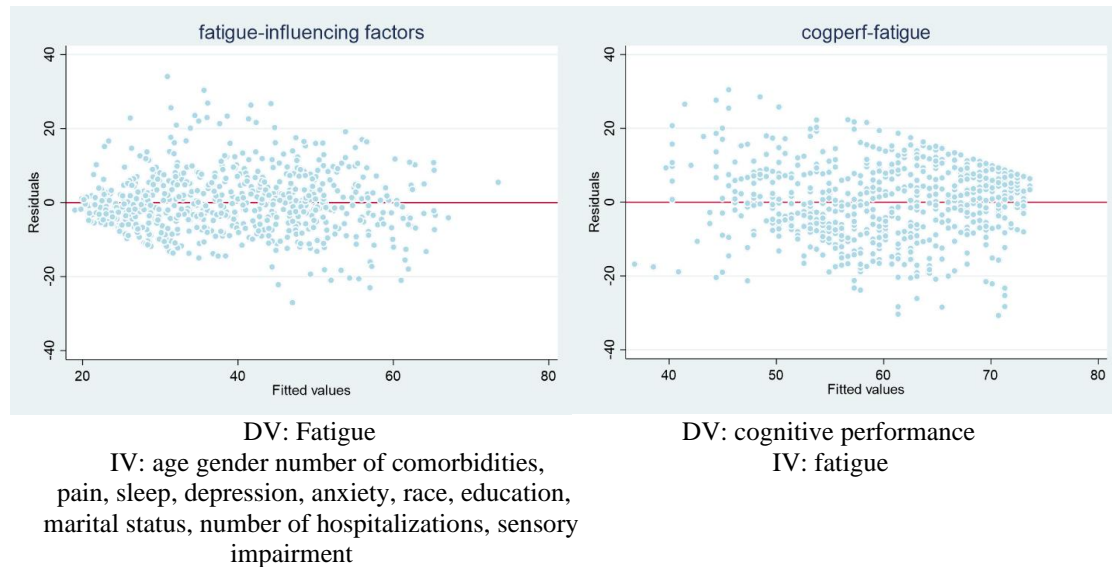 fatigue-influencing factors
40
20
0
-20
-40
Residuals
20
40
60
80
Fitted values
DV: Fatigue
IV: age gender number of comorbidities,
pain, sleep, depression, anxiety, race, education,
marital status, number of hospitalizations, sensory
impairment
cogperf-fatigue
40
20
0
-20
-40
Residuals
40
50
60
70
80
Fitted values
DV: cognitive performance
IV: fatigue